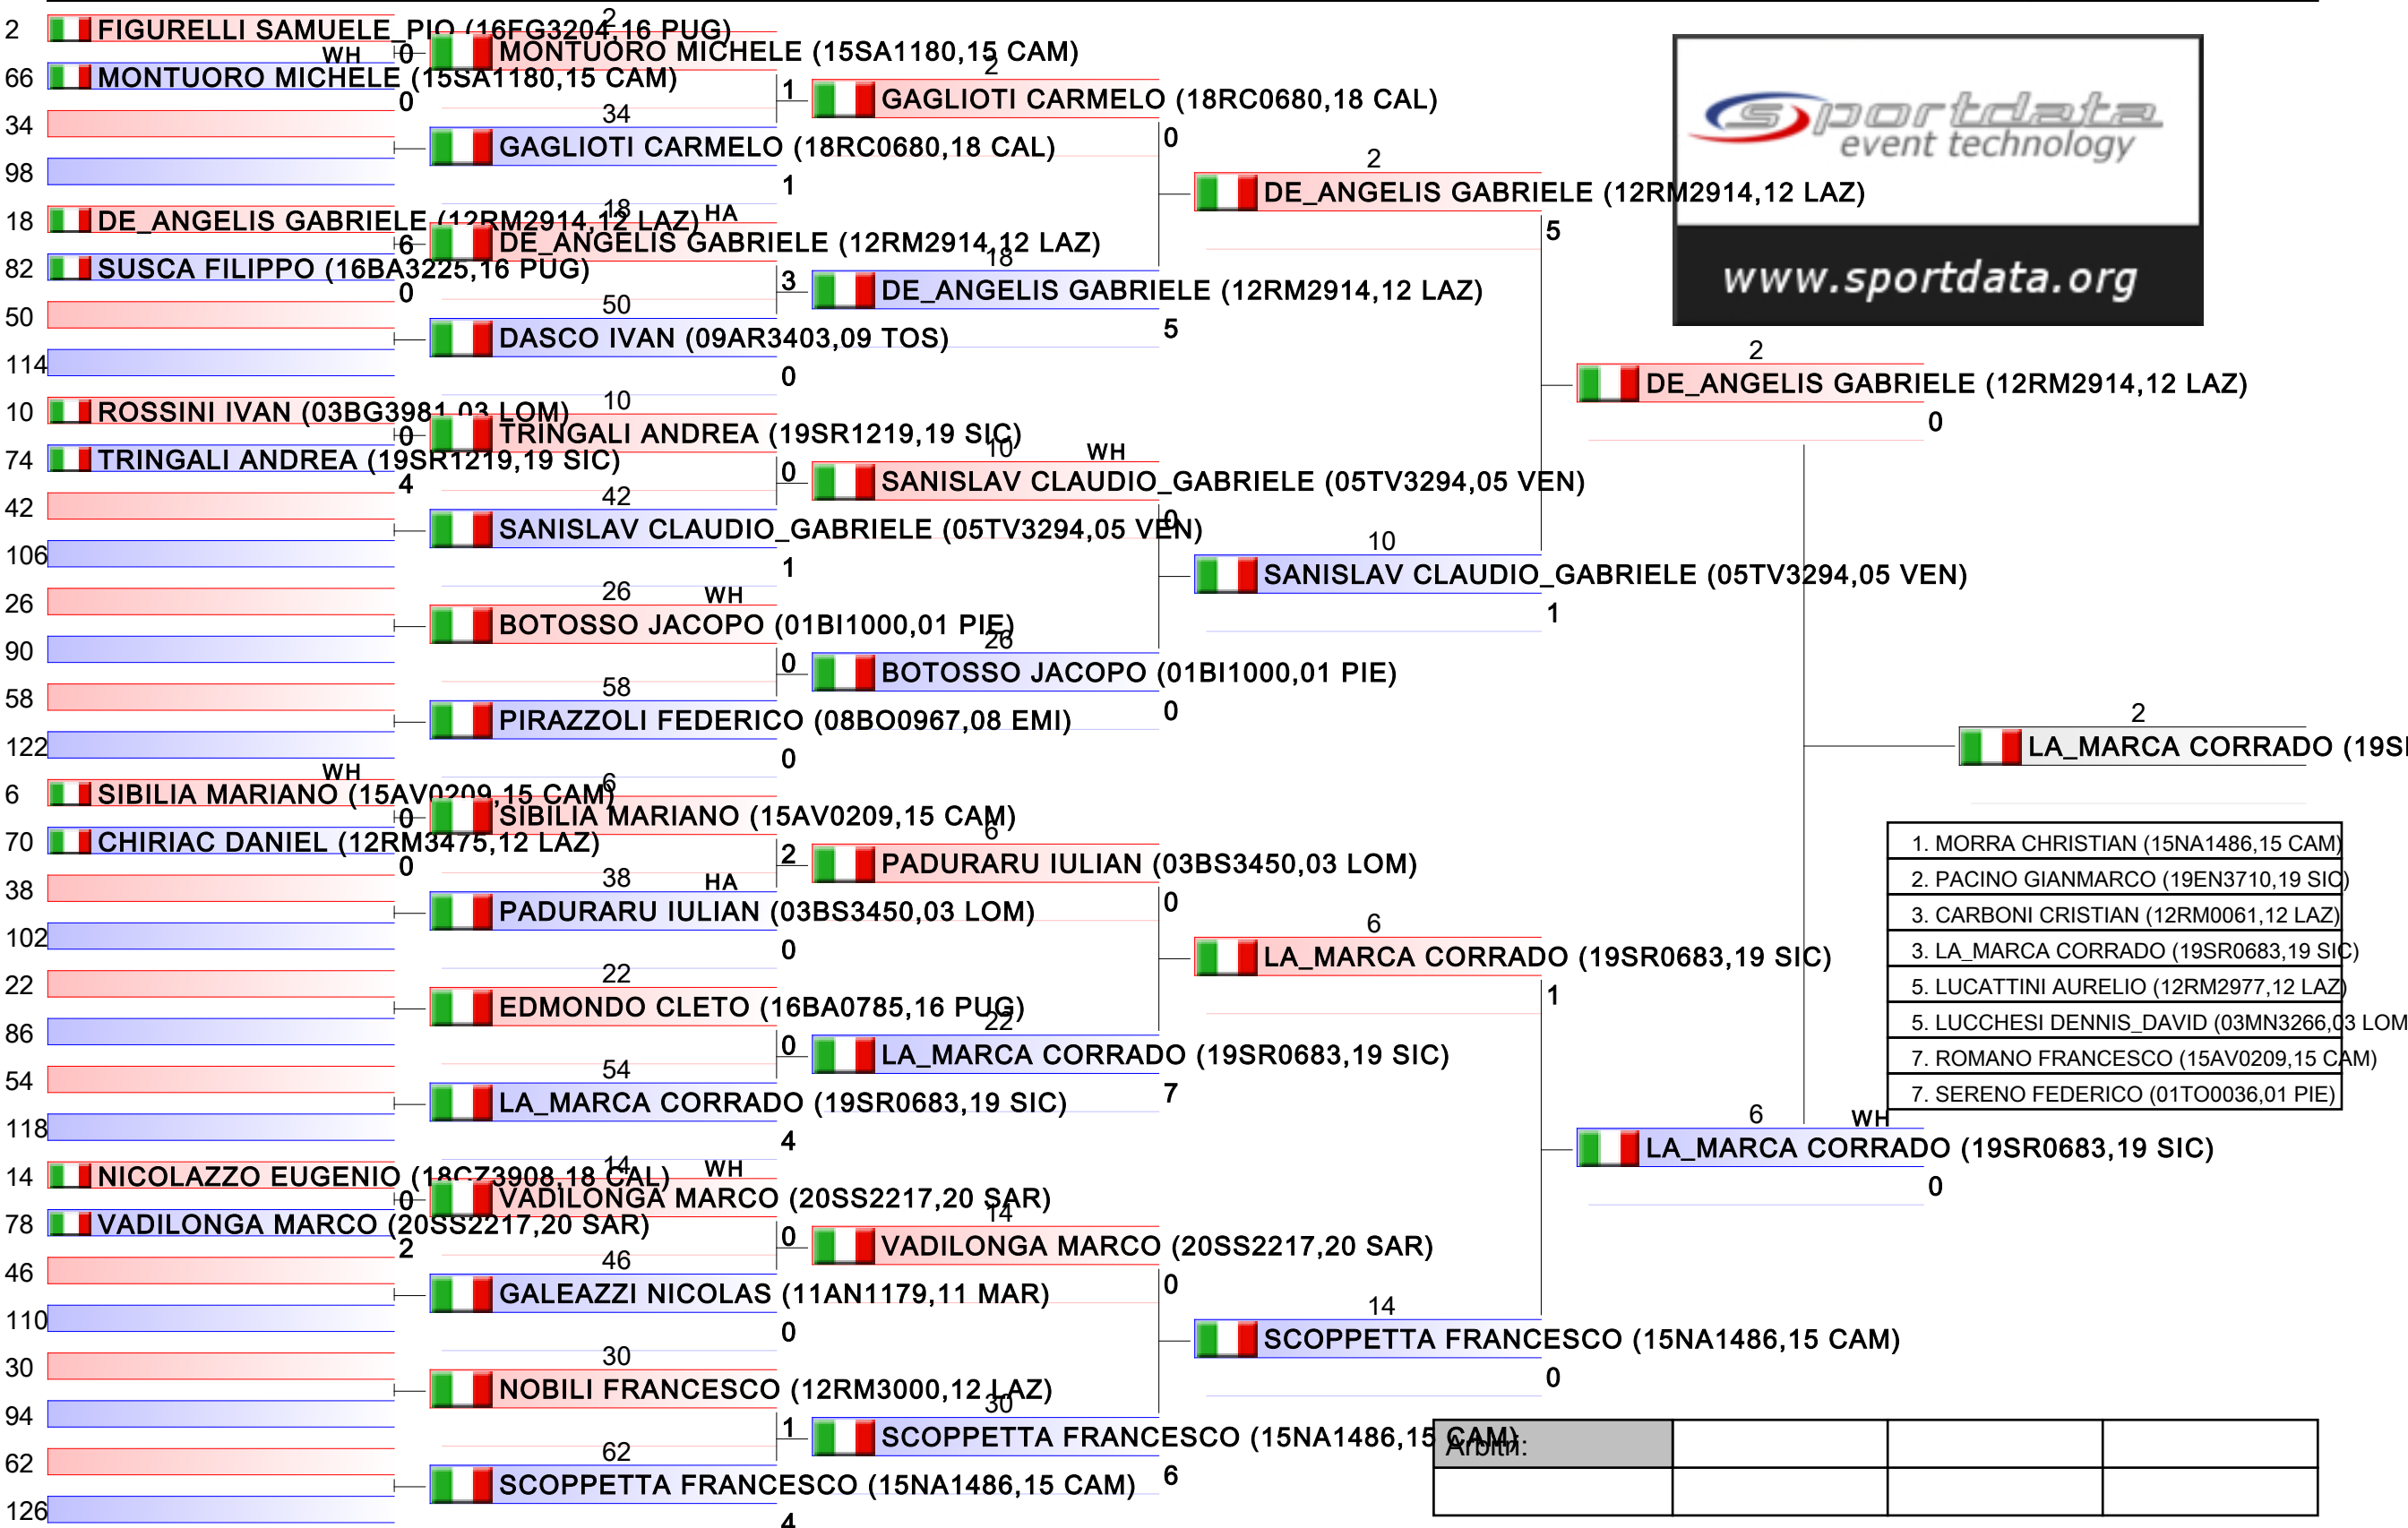 2 FIGURELLI SAMUELE_PIO (16FG3204,16 PUG)
WH 0
66 MONTUORO MICHELE (15SA1180,15 CAM)
0
34
98
18 DE_ANGELIS GABRIELE (12RM2914,12 LAZ)
6
82 SUSCA FILIPPO (16BA3225,16 PUG)
0
50
114
10 ROSSINI IVAN (03BG3981,03 LOM)
0
74 TRINGALI ANDREA (19SR1219,19 SIC)
4
42
106
26
90
58
122
WH
6 SIBILIA MARIANO (15AV0209,15 CAM)
0
70 CHIRIAC DANIEL (12RM3475,12 LAZ)
0
38
102
22
86
54
118
14 NICOLAZZO EUGENIO (18CZ3908,18 CAL)
0
78 VADILONGA MARCO (20SS2217,20 SAR)
2
46
110
30
94
62
126
2
MONTUORO MICHELE (15SA1180,15 CAM)
1
34
GAGLIOTI CARMELO (18RC0680,18 CAL)
1
18 HA
DE_ANGELIS GABRIELE (12RM2914,12 LAZ)
3
50
DASCO IVAN (09AR3403,09 TOS)
0
10
TRINGALI ANDREA (19SR1219,19 SIC)
0
42
SANISLAV CLAUDIO_GABRIELE (05TV3294,05 VEN)
1
26 WH
BOTOSSO JACOPO (01BI1000,01 PIE)
0
58
PIRAZZOLI FEDERICO (08BO0967,08 EMI)
0
6
SIBILIA MARIANO (15AV0209,15 CAM)
2
38 HA
PADURARU IULIAN (03BS3450,03 LOM)
0
22
EDMONDO CLETO (16BA0785,16 PUG)
0
54
LA_MARCA CORRADO (19SR0683,19 SIC)
4
14 WH
VADILONGA MARCO (20SS2217,20 SAR)
0
46
GALEAZZI NICOLAS (11AN1179,11 MAR)
0
30
NOBILI FRANCESCO (12RM3000,12 LAZ)
1
62
SCOPPETTA FRANCESCO (15NA1486,15 CAM)
4
2
GAGLIOTI CARMELO (18RC0680,18 CAL)
0
18
DE_ANGELIS GABRIELE (12RM2914,12 LAZ)
5
10 WH
SANISLAV CLAUDIO_GABRIELE (05TV3294,05 VEN)
0
26
BOTOSSO JACOPO (01BI1000,01 PIE)
0
6
PADURARU IULIAN (03BS3450,03 LOM)
0
22
LA_MARCA CORRADO (19SR0683,19 SIC)
7
14
VADILONGA MARCO (20SS2217,20 SAR)
0
30
SCOPPETTA FRANCESCO (15NA1486,15 CAM)
6
2
DE_ANGELIS GABRIELE (12RM2914,12 LAZ)
5
10
SANISLAV CLAUDIO_GABRIELE (05TV3294,05 VEN)
1
6
LA_MARCA CORRADO (19SR0683,19 SIC)
1
14
SCOPPETTA FRANCESCO (15NA1486,15 CAM)
0
sportdata
event technology
www.sportdata.org
2
DE_ANGELIS GABRIELE (12RM2914,12 LAZ)
0
6 WH
LA_MARCA CORRADO (19SR0683,19 SIC)
0
2
LA_MARCA CORRADO (19S
1. MORRA CHRISTIAN (15NA1486,15 CAM)
2. PACINO GIANMARCO (19EN3710,19 SIC)
3. CARBONI CRISTIAN (12RM0061,12 LAZ)
3. LA_MARCA CORRADO (19SR0683,19 SIC)
5. LUCATTINI AURELIO (12RM2977,12 LAZ)
5. LUCCHESI DENNIS_DAVID (03MN3266,03 LOM
7. ROMANO FRANCESCO (15AV0209,15 CAM)
7. SERENO FEDERICO (01TO0036,01 PIE)
Arbitri: